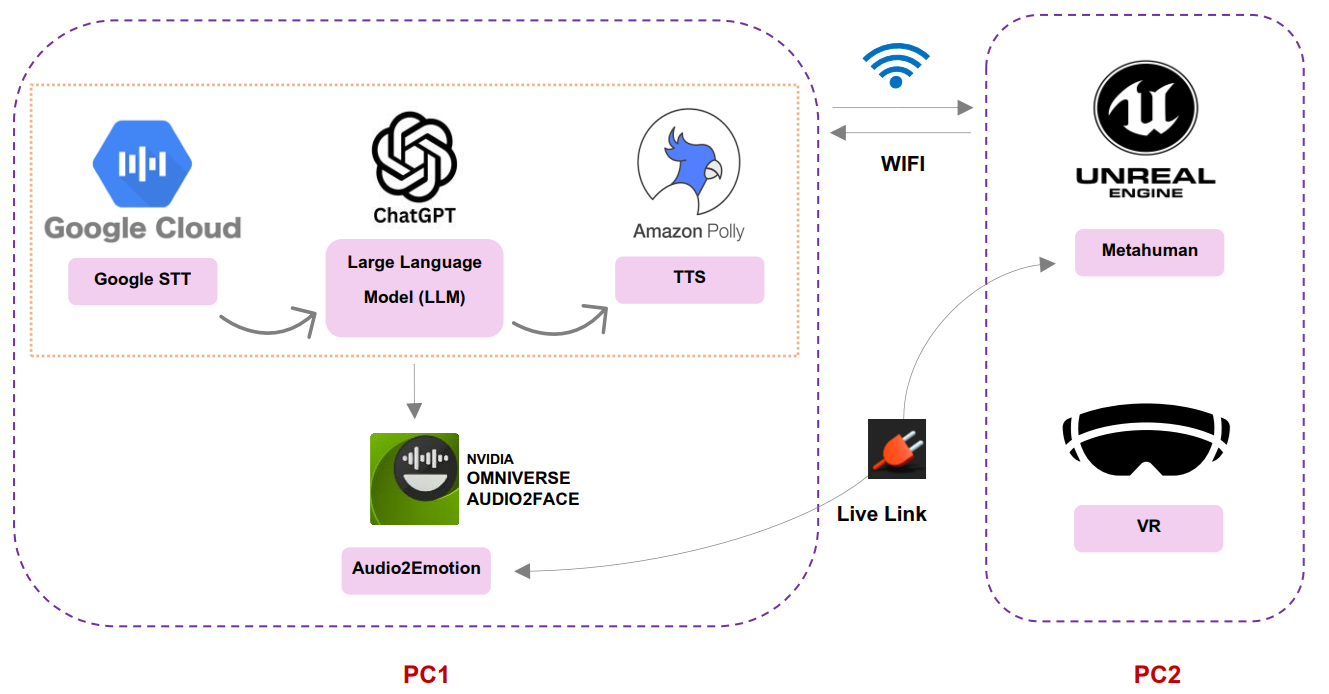 Google Cloud
Google STT
ChatGPT
Large Language
Model (LLM)
Amazon Polly
TTS
NVIDIA
OMNIVERSE
AUDIO2FACE
Audio2Emotion
PC1
WIFI
Live Link
UNREAL
ENGINE
Metahuman
VR
PC2